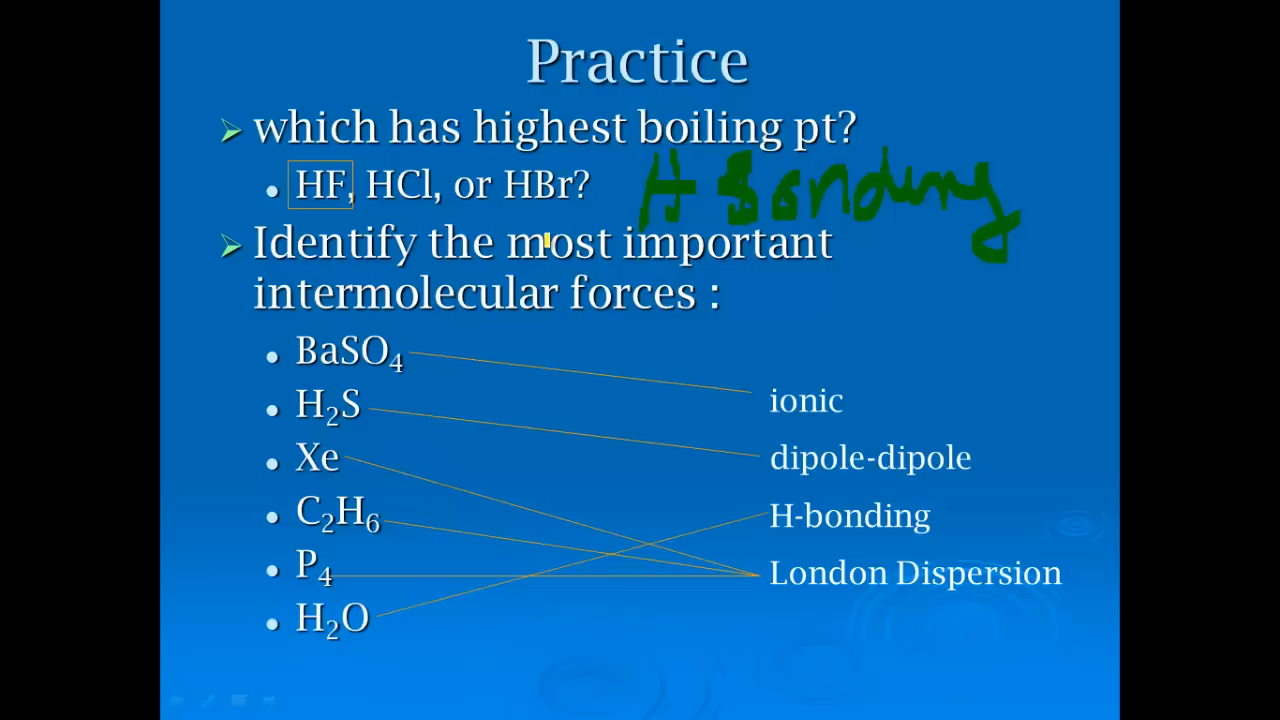 Practice
which has highest boiling pt?
HF, HCl, or HBr?
H Bonding
Identify the most important
intermolecular forces :
BaSO₄
ionic
H₂S
dipole-dipole
Xe
H-bonding
C₂H₆
London Dispersion
P₄
H₂O